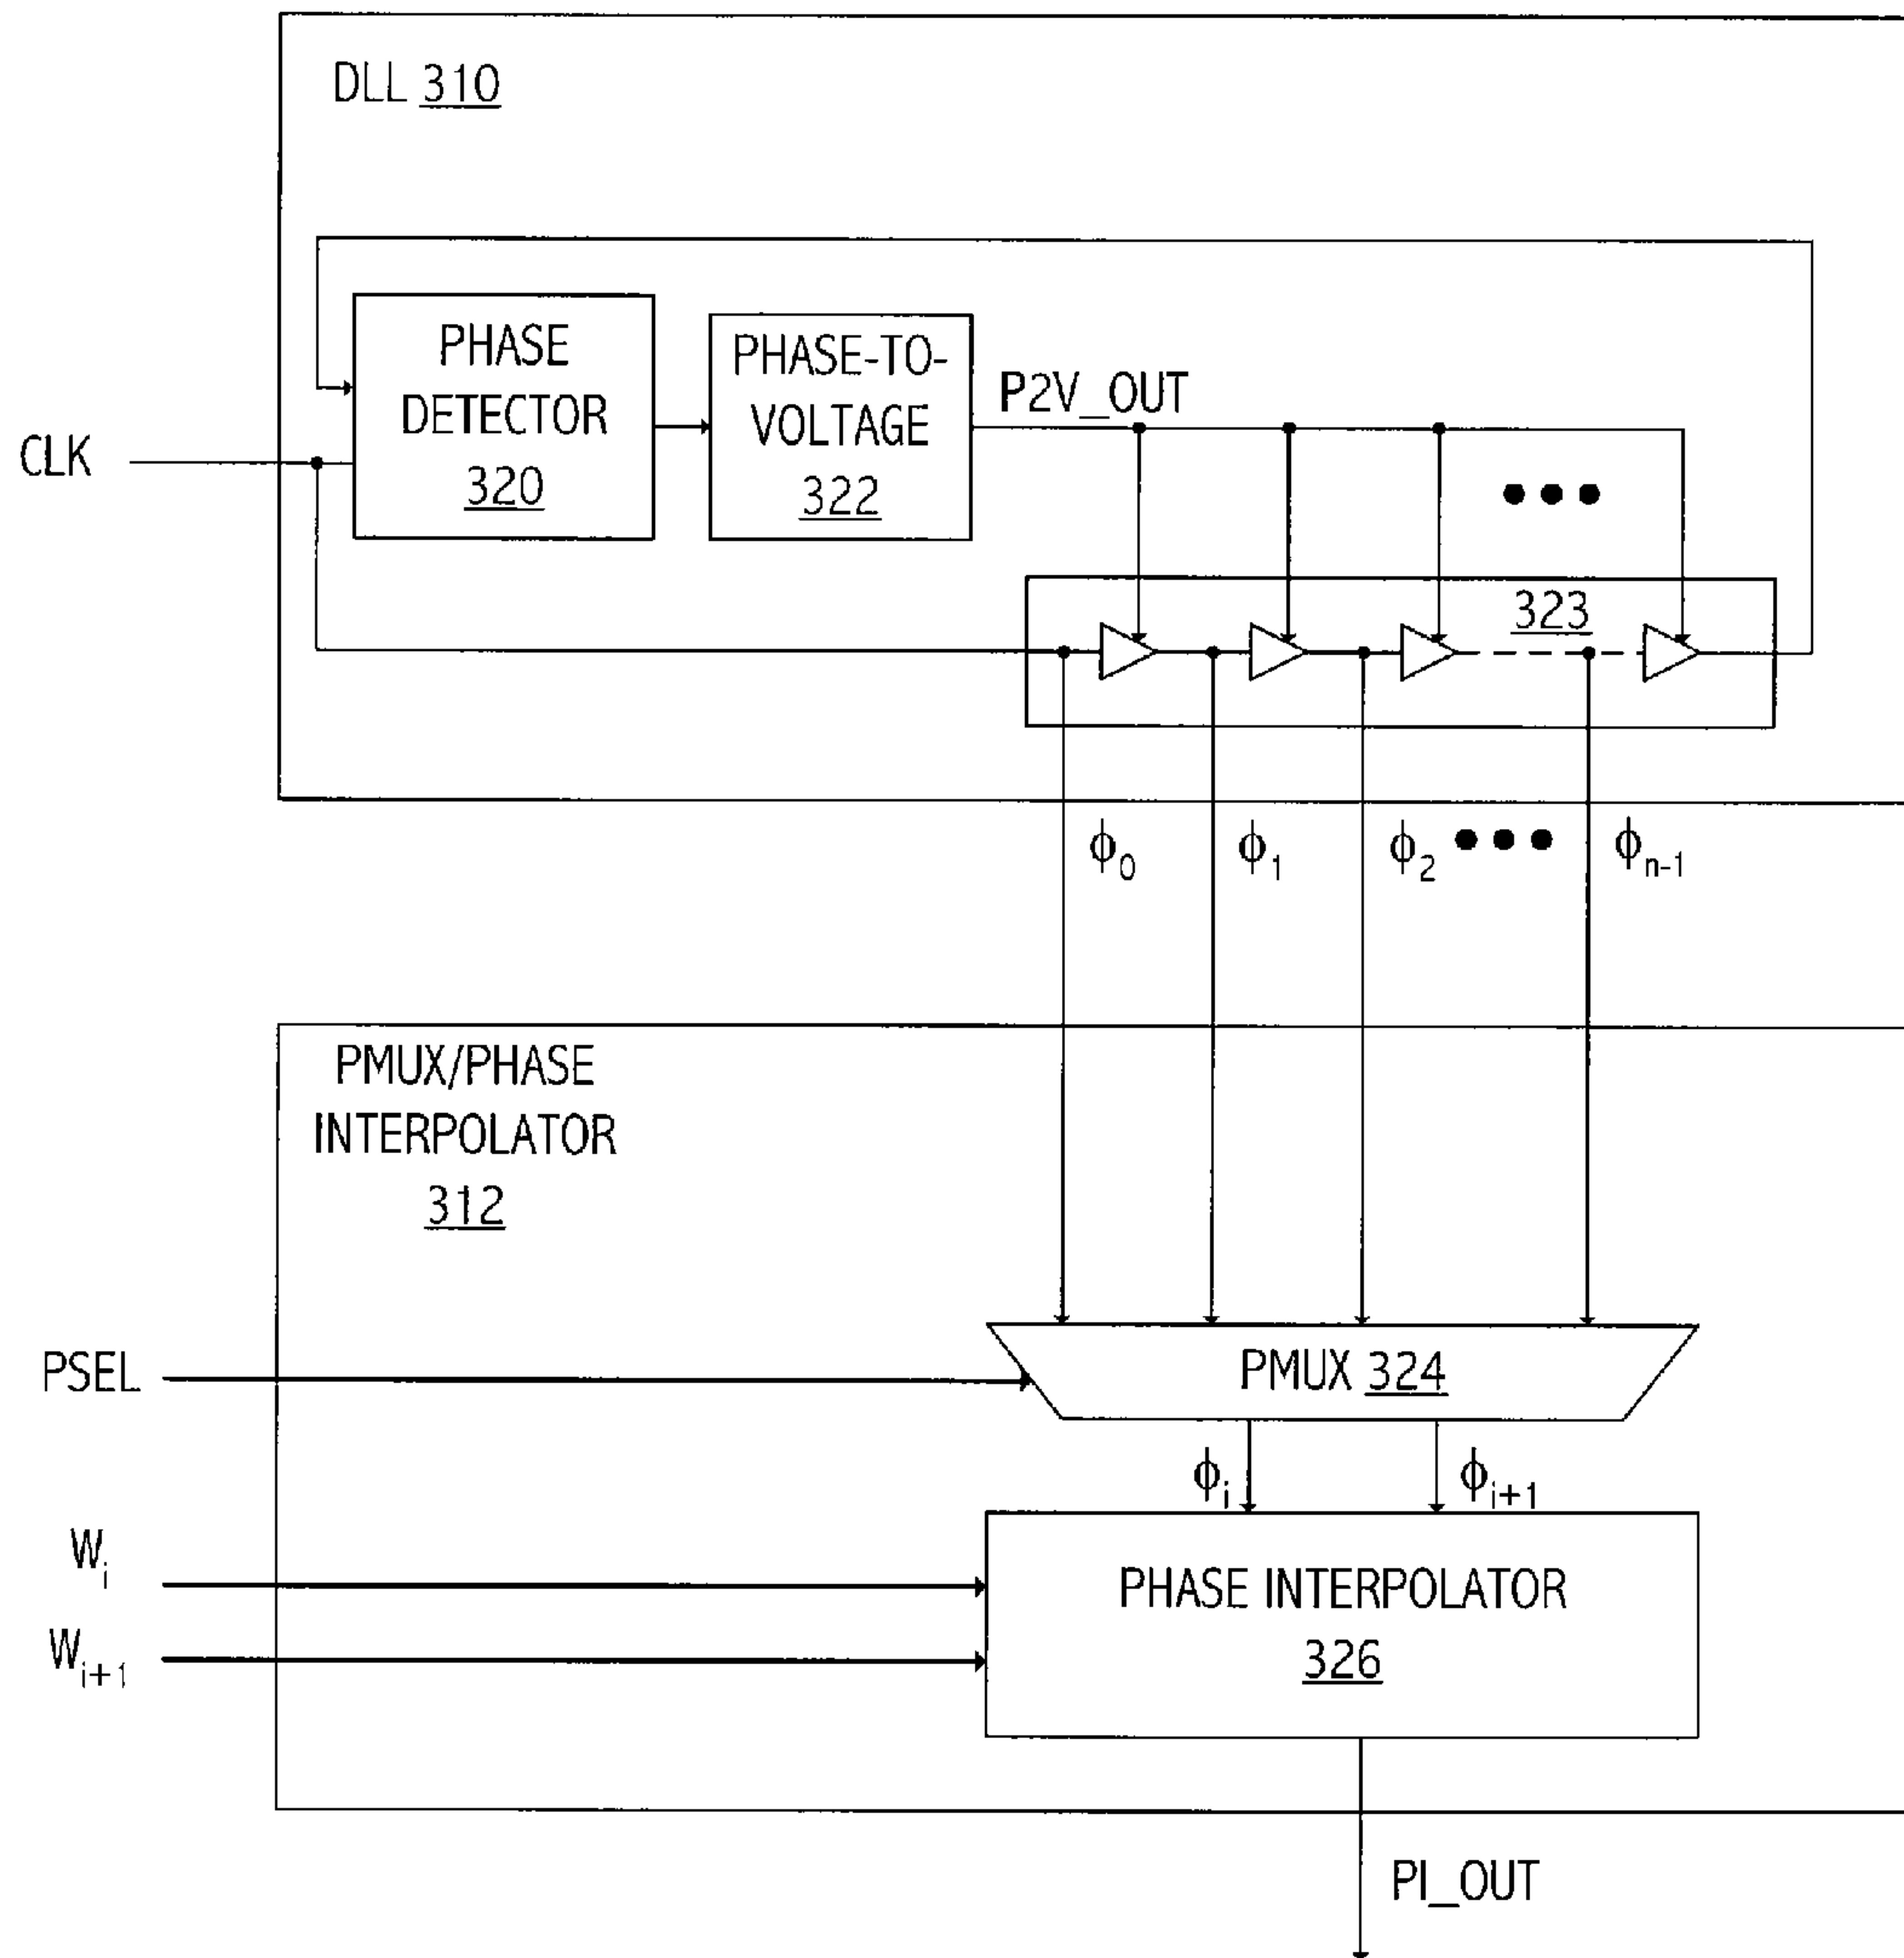 DLL 310
PHASE
DETECTOR
320
PHASE-TO-
VOLTAGE
322
P2V_OUT
CLK
323
ϕ0
ϕ1
ϕ2
ϕn-1
PMUX/PHASE
INTERPOLATOR
312
PSEL
PMUX 324
ϕi
ϕi+1
Wi
Wi+1
PHASE INTERPOLATOR
326
PI_OUT